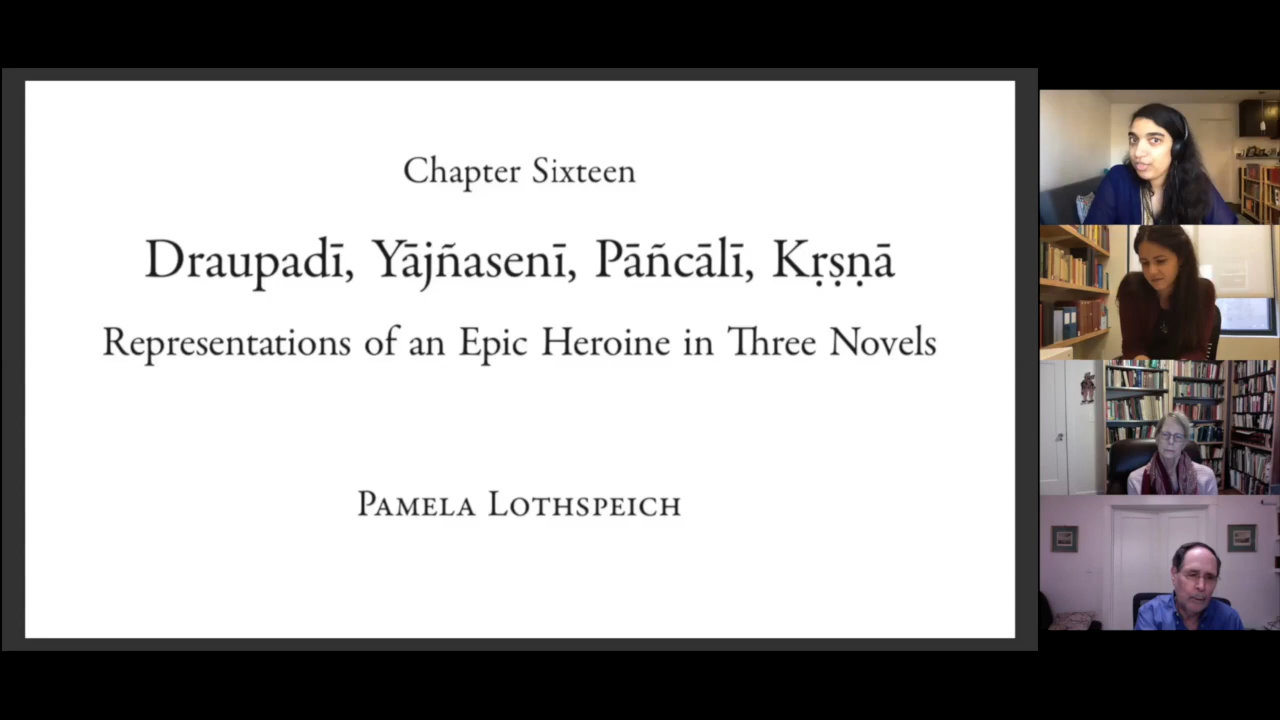 Chapter Sixteen
Draupadī, Yājñasenī, Pāñcālī, Kṛṣṇā
Representations of an Epic Heroine in Three Novels
Pamela Lothspeich